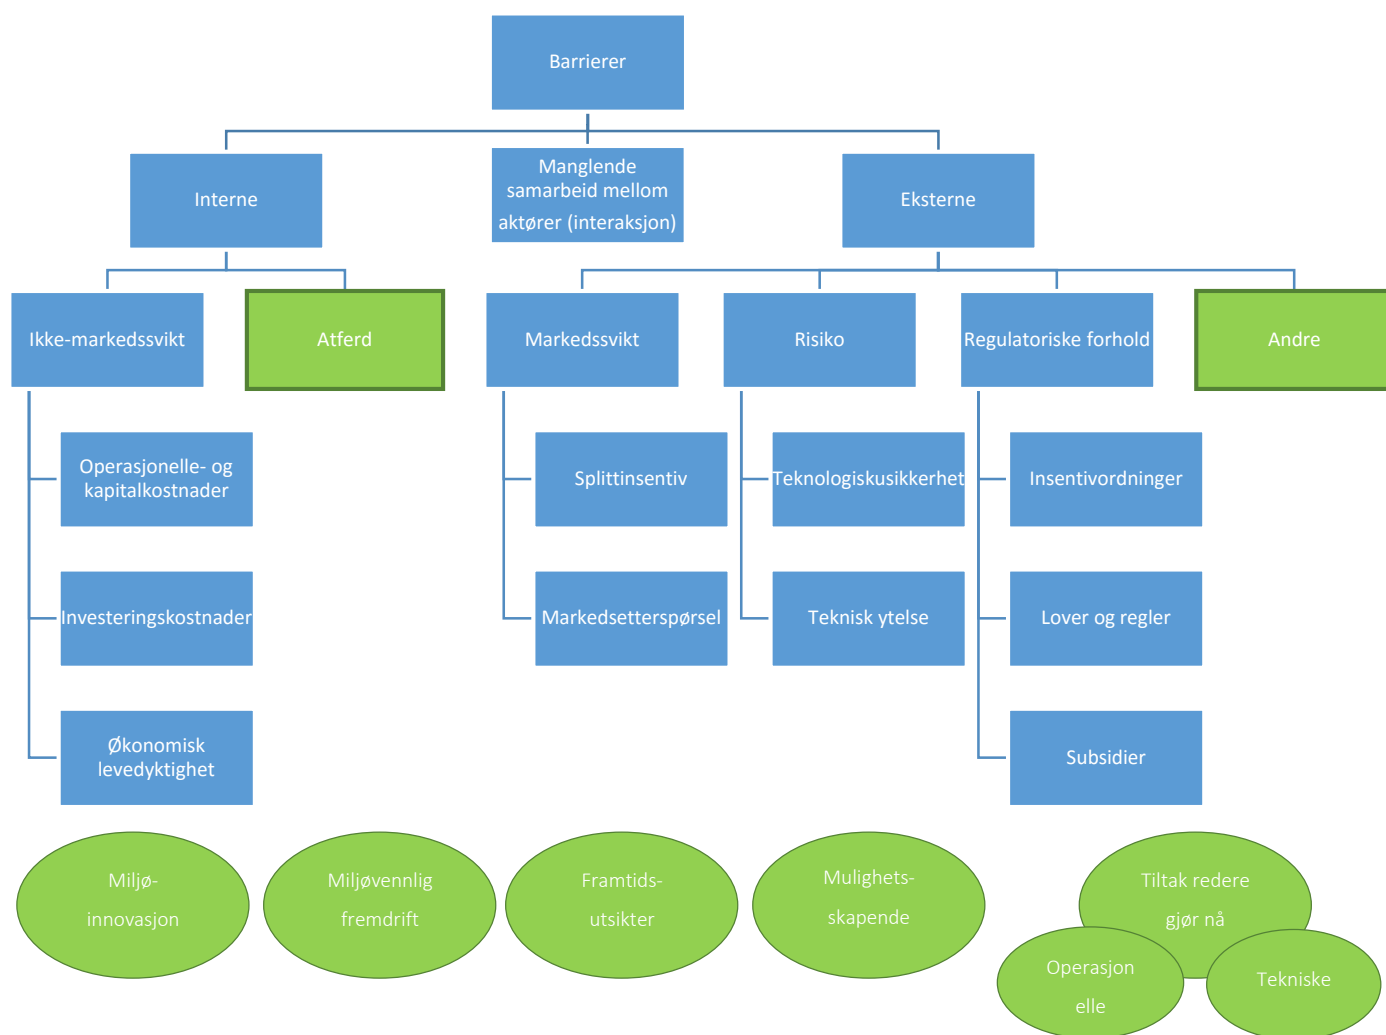 Barrierer
Interne
Manglende
samarbeid mellom
aktører (interaksjon)
Eksterne
Ikke-markedssvikt
Atferd
Markedssvikt
Risiko
Regulatoriske forhold
Andre
Operasjonelle- og
kapitalkostnader
Splittinsentiv
Teknologiskusikkerhet
Insentivordninger
Investeringskostnader
Markedsetterspørsel
Teknisk ytelse
Lover og regler
Økonomisk
levedyktighet
Subsidier
Miljø-
innovasjon
Miljøvennlig
fremdrift
Framtids-
utsikter
Mulighets-
skapende
Tiltak redere
gjør nå
Operasjon
elle
Tekniske